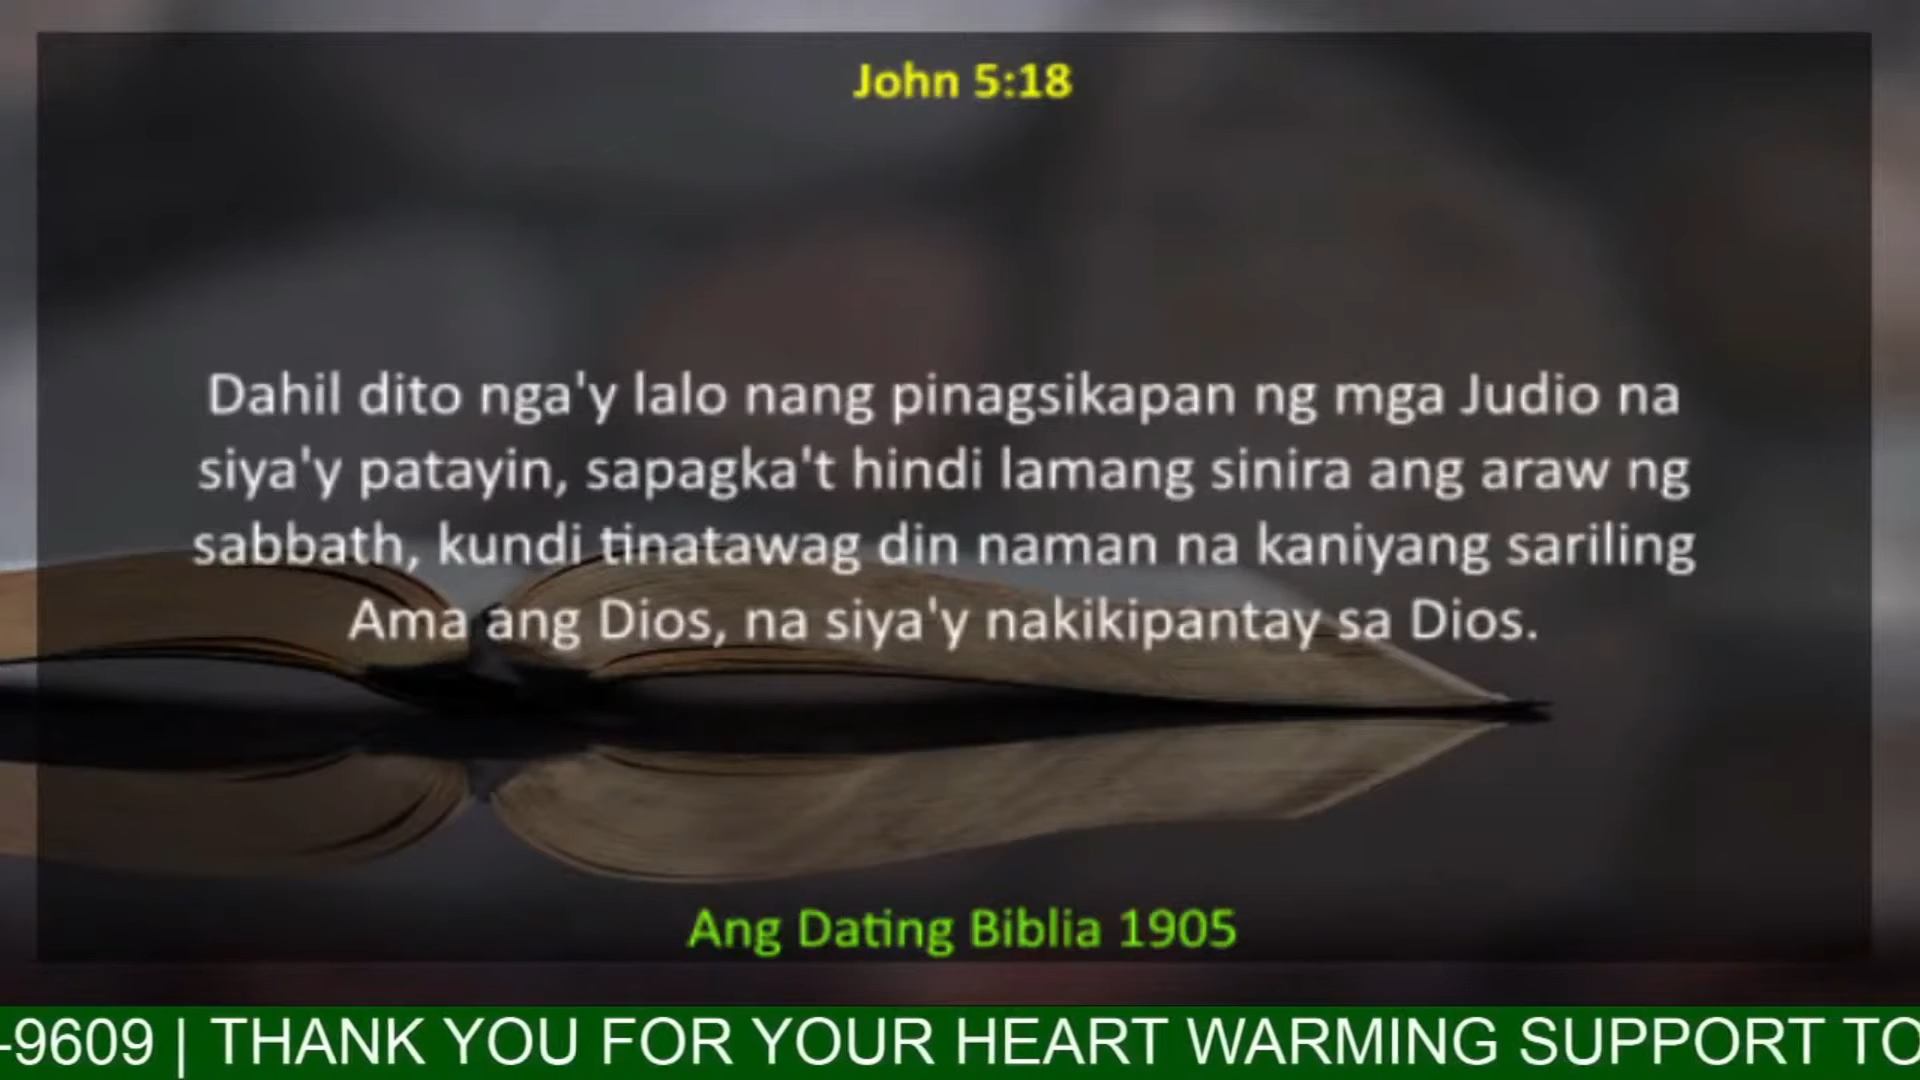 John 5:18
Dahil dito nga'y lalo nang pinagsikapan ng mga Judio na
siya'y patayin, sapagka't hindi lamang sinira ang araw ng
sabbath, kundi tinatawag din naman na kaniyang sariling
Ama ang Dios, na siya'y nakikipantay sa Dios.
Ang Dating Biblia 1905
-9609 | THANK YOU FOR YOUR HEART WARMING SUPPORT TO